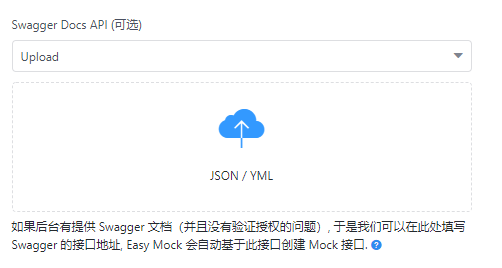 Swagger Docs API (可选)
Upload
JSON / YML
如果后台有提供 Swagger 文档（并且没有验证授权的问题）, 于是我们可以在此处填写
Swagger 的接口地址, Easy Mock 会自动基于此接口创建 Mock 接口. ?